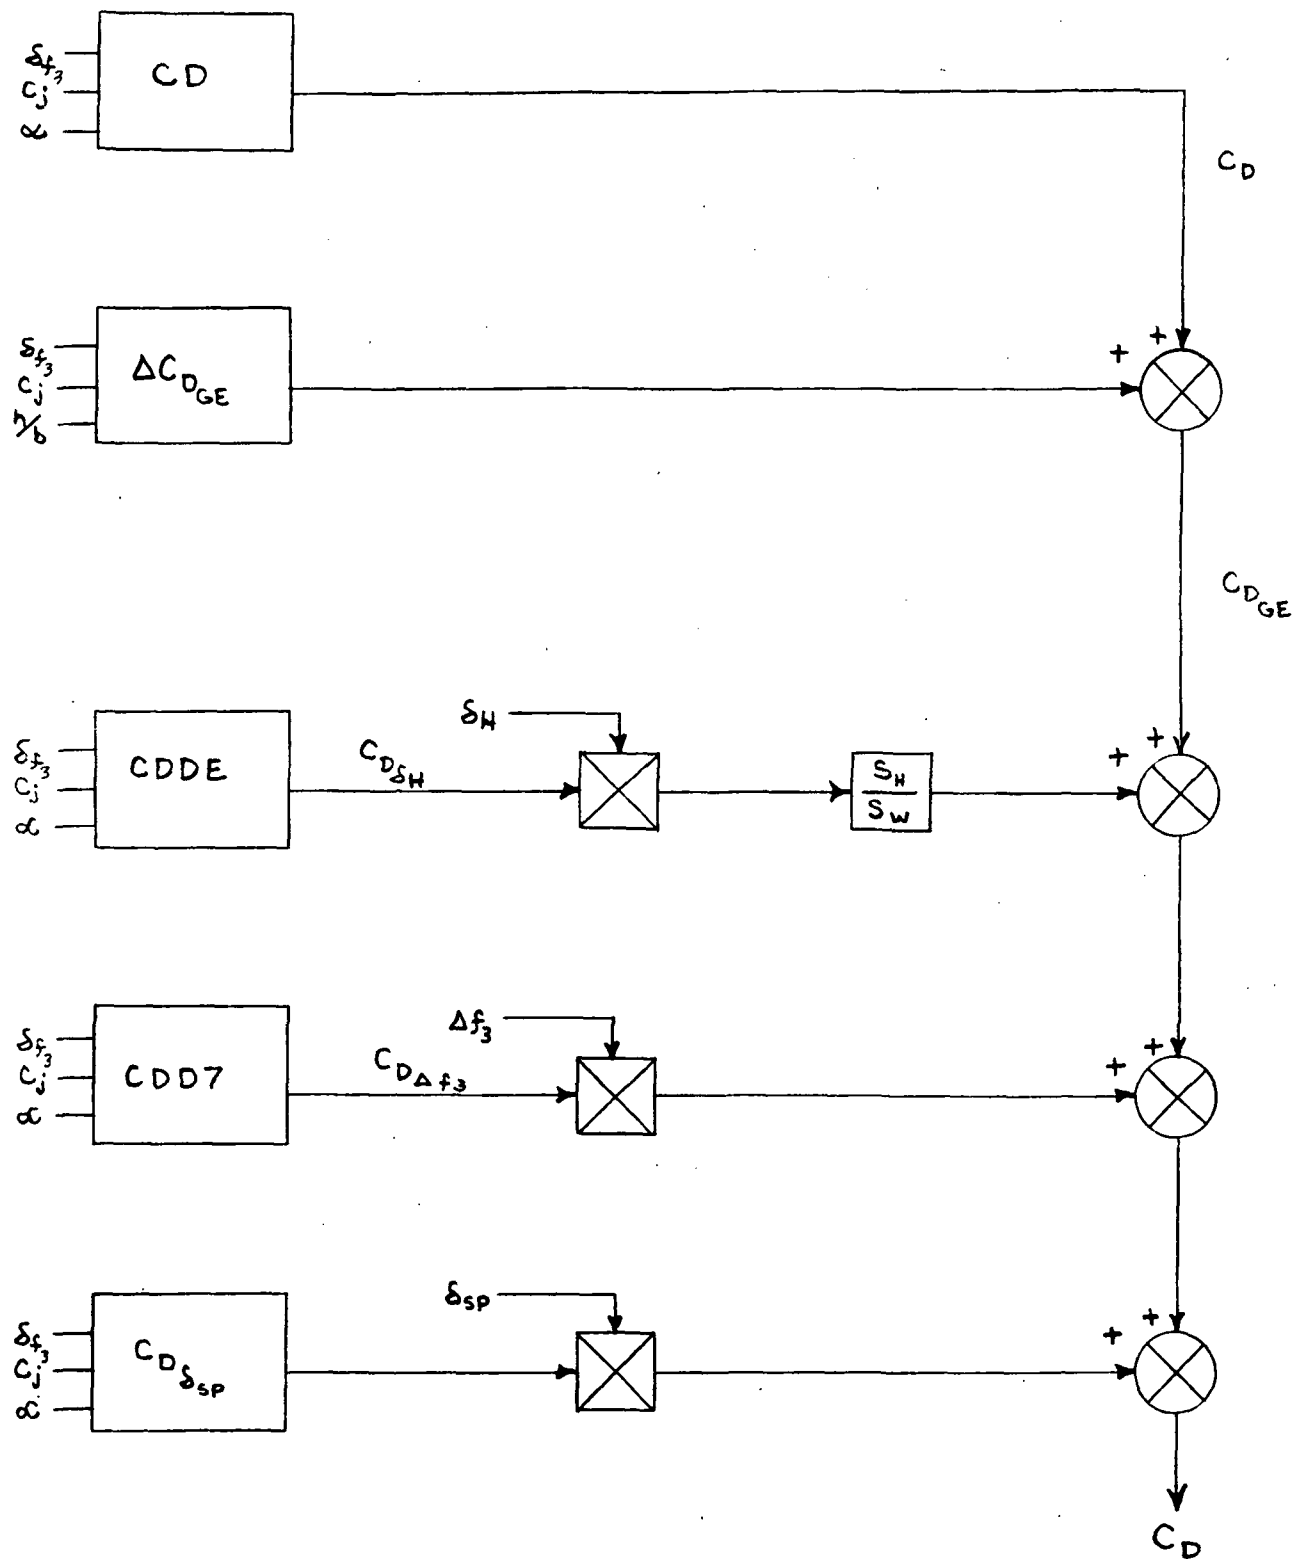 δf3
Cj
α
CD
CD
δf3
Cj
h/b
ΔCDGE
+
+
CDGE
δf3
Cj
α
CDDE
CDδH
δH
SH
SW
+
+
δf3
Cj
α
CDD7
CDΔf3
Δf3
+
+
δf3
Cj
α
CDδSP
δSP
+
+
CD